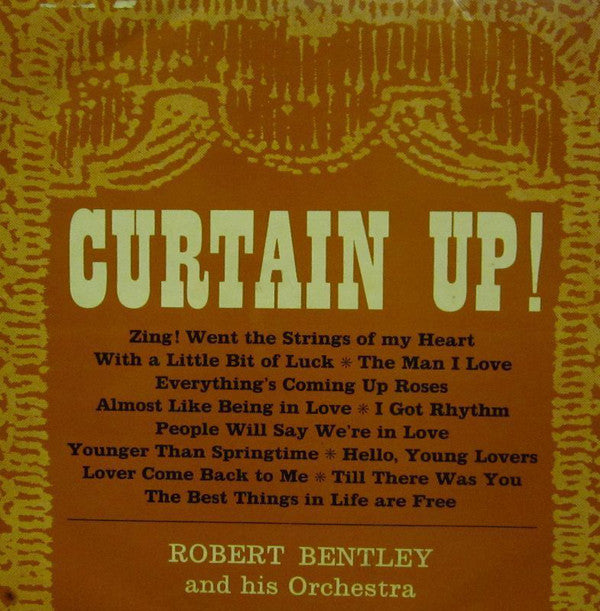 CURTAIN UP!
Zing! Went the Strings of my Heart
With a Little Bit of Luck ✳ The Man I Love
Everything's Coming Up Roses
Almost Like Being in Love ✳ I Got Rhythm
People Will Say We're in Love
Younger Than Springtime ✳ Hello, Young Lovers
Lover Come Back to Me ✳ Till There Was You
The Best Things in Life are Free
ROBERT BENTLEY
and his Orchestra